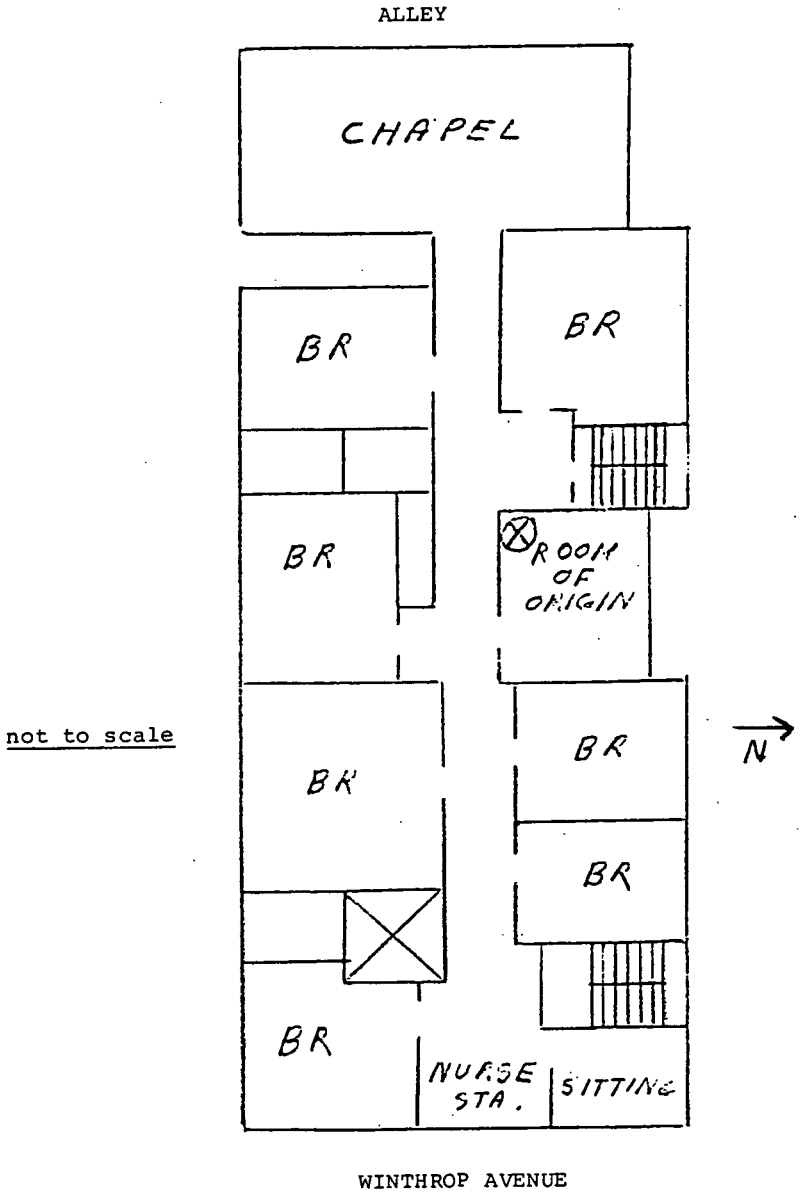 ALLEY
CHAPEL
BR
BR
BR
ROOM
OF
ORIGIN
not to scale
BR
N
BR
BR
BR
NURSE
STA.
SITTING
WINTHROP AVENUE